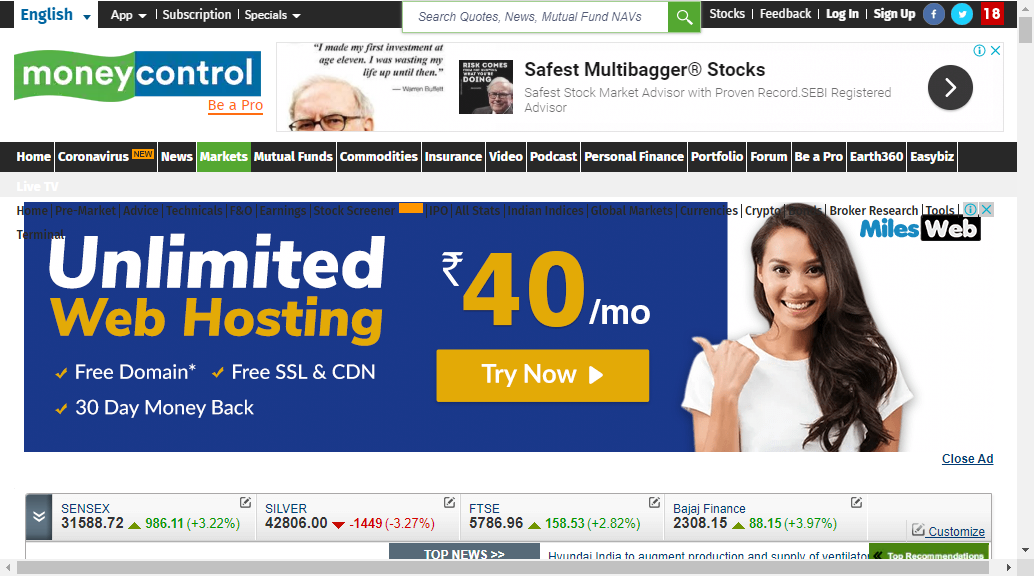 English App Subscription Specials Search Quotes, News, Mutual Fund NAVs Stocks Feedback Log In Sign Up f 18
moneycontrol
Be a Pro
"I made my first investment at
age eleven. I was wasting my
life up until then."
— Warren Buffett
RISK COMES
FROM NOT KNOWING
WHAT YOU'RE
DOING
Safest Multibagger® Stocks
Safest Stock Market Advisor with Proven Record.SEBI Registered
Advisor
Home Coronavirus NEW News Markets Mutual Funds Commodities Insurance Video Podcast Personal Finance Portfolio Forum Be a Pro Earth360 Easybiz
Live TV
Home Pre-Market Advice Technicals F&O Earnings Stock Screener IPO All Stats Indian Indices Global Markets Currencies Crypto Bonds Broker Research Tools
Terminal
MilesWeb
Unlimited
Web Hosting
₹40/mo
Free Domain* Free SSL & CDN
30 Day Money Back
Try Now
Close Ad
SENSEX
31588.72 986.11 (+3.22%)
SILVER
42806.00 -1449 (-3.27%)
FTSE
5786.96 158.53 (+2.82%)
Bajaj Finance
2308.15 88.15 (+3.97%)
Customize
TOP NEWS >>
Hyundai India to augment production and supply of ventilator
Top Recommendations